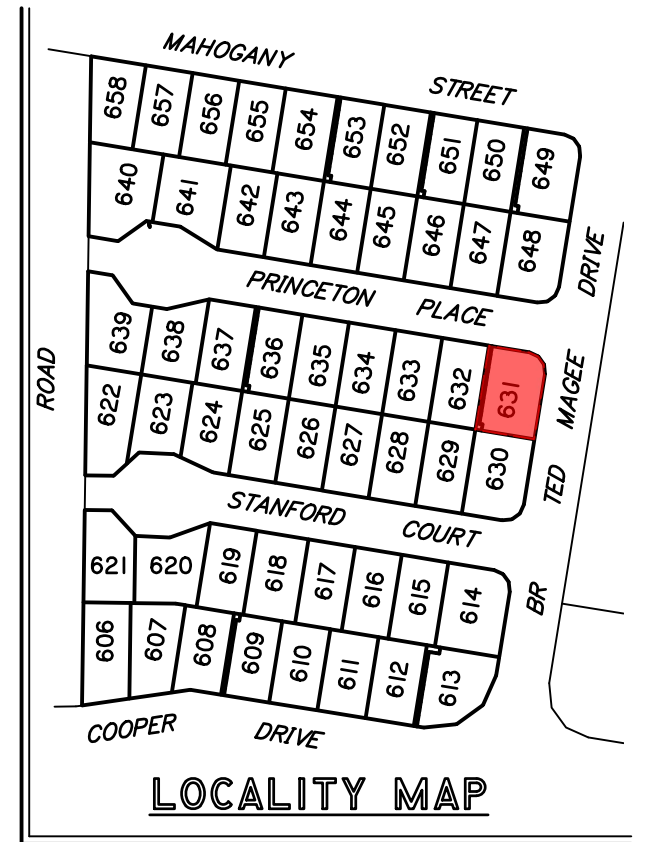 MAHOGANY STREET
658 657 656 655 654 653 652 651 650 649
640 641 642 643 644 645 646 647 648
PRINCETON PLACE
DRIVE
639 638 637 636 635 634 633 632 631
ROAD
MAGEE
622 623 624 625 626 627 628 629 630
TED
STANFORD COURT
BR
621 620 619 618 617 616 615 614
606 607 608 609 610 611 612 613
COOPER DRIVE
LOCALITY MAP